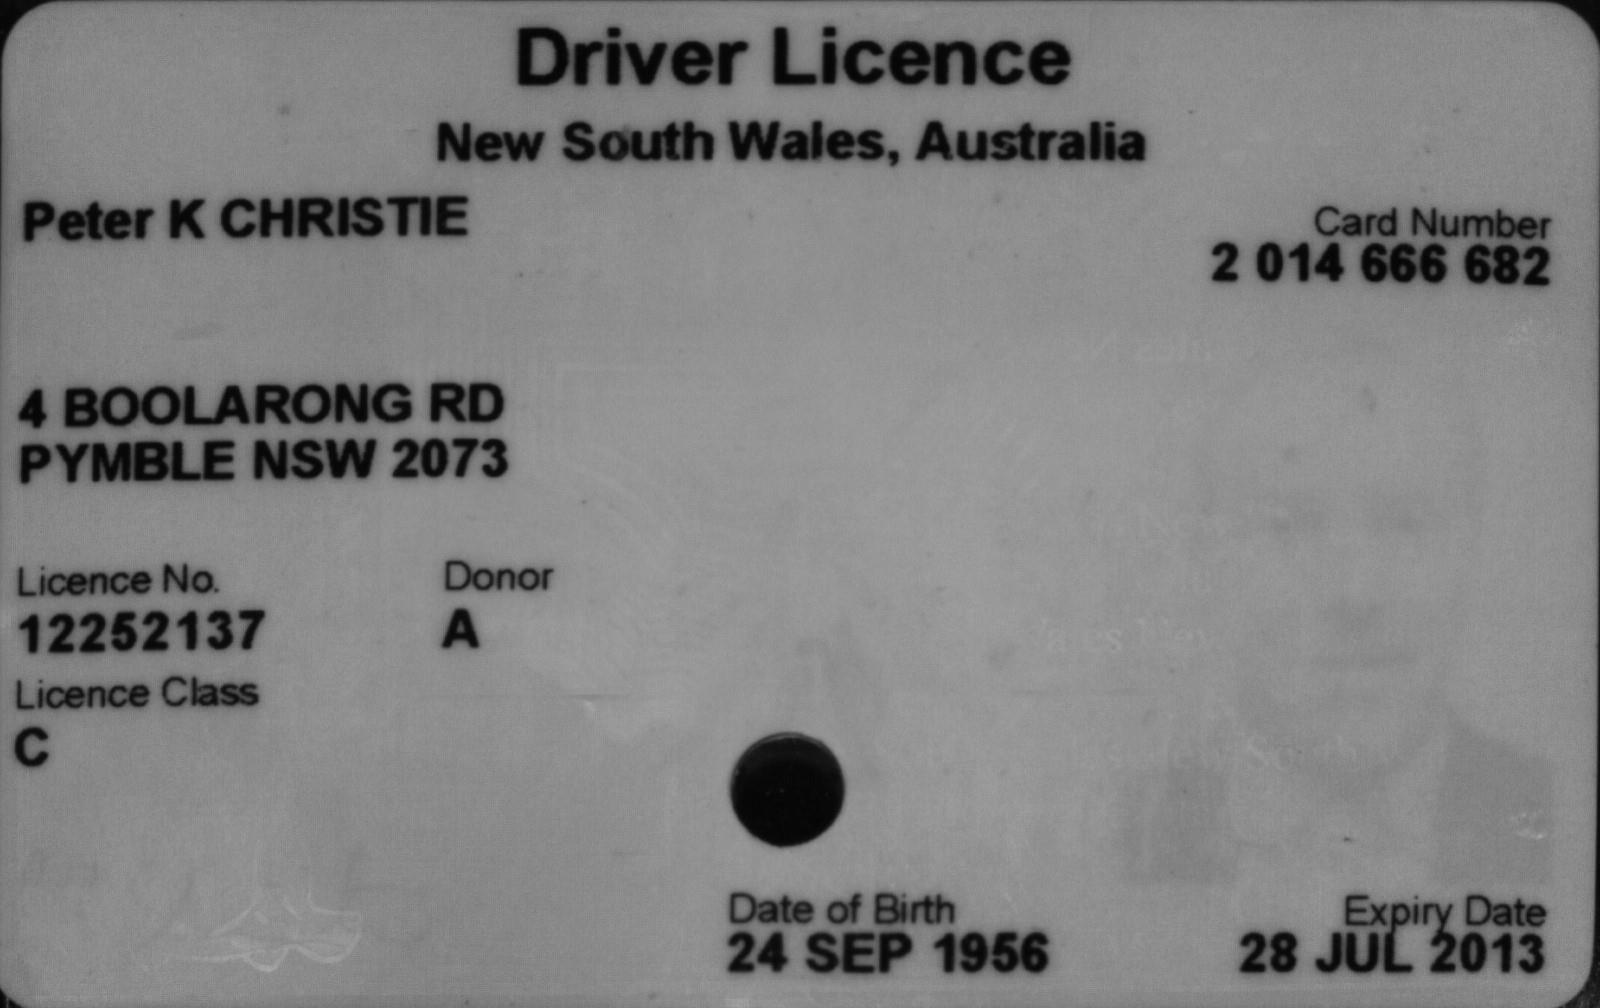 Driver Licence
New South Wales, Australia
Peter K CHRISTIE
Card Number
2 014 666 682
4 BOOLARONG RD
PYMBLE NSW 2073
Licence No.
Donor
12252137
A
Licence Class
C
Date of Birth
Expiry Date
24 SEP 1956
28 JUL 2013